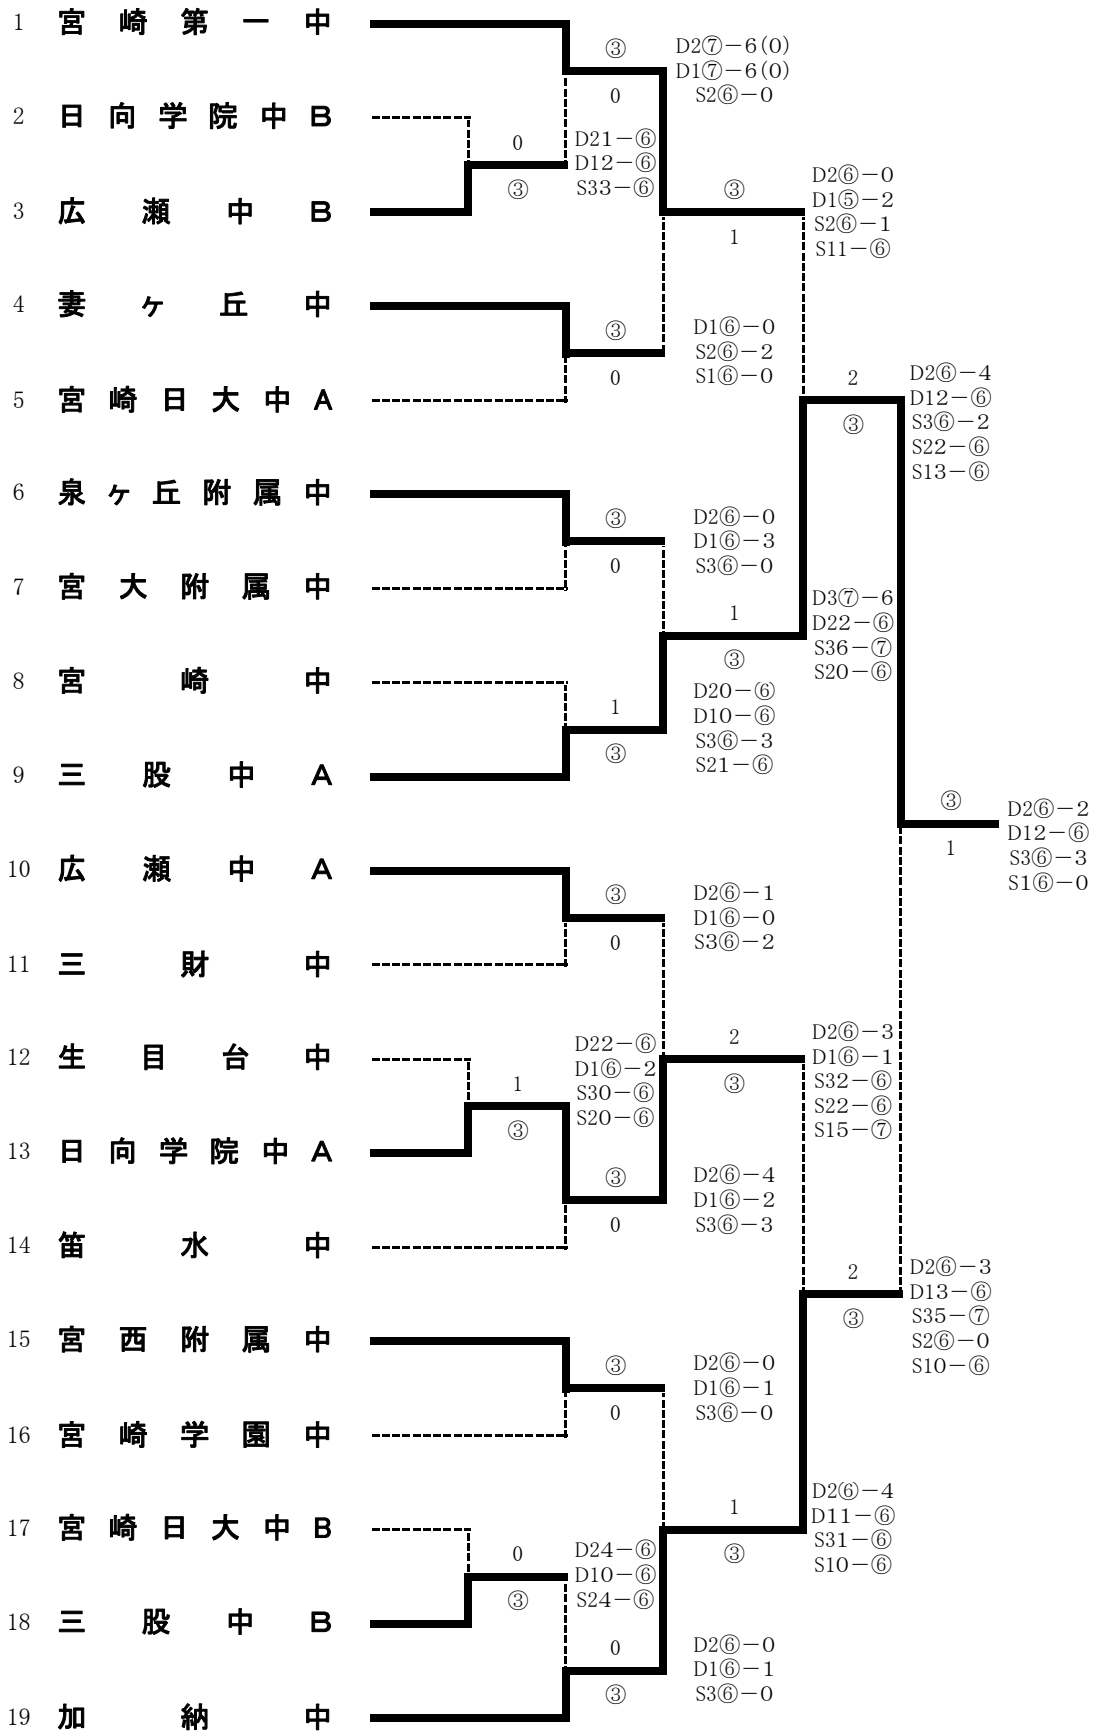 1 宮崎第一中
③
0
D2⑦－6(0)
D1⑦－6(0)
S2⑥－0
2 日向学院中B
0
③
D21－⑥
D12－⑥
S33－⑥
3 広瀬中B
③
1
D2⑥－0
D1⑤－2
S2⑥－1
S11－⑥
4 妻ヶ丘中
③
0
D1⑥－0
S2⑥－2
S1⑥－0
5 宮崎日大中A
2
③
D2⑥－4
D12－⑥
S3⑥－2
S22－⑥
S13－⑥
6 泉ヶ丘附属中
③
0
D2⑥－0
D1⑥－3
S3⑥－0
7 宮大附属中
1
③
D3⑦－6
D22－⑥
S36－⑦
S20－⑥
8 宮崎中
1
③
D20－⑥
D10－⑥
S3⑥－3
S21－⑥
9 三股中A
③
1
D2⑥－2
D12－⑥
S3⑥－3
S1⑥－0
10 広瀬中A
③
0
D2⑥－1
D1⑥－0
S3⑥－2
11 三財中
12 生目台中
1
③
D22－⑥
D1⑥－2
S30－⑥
S20－⑥
2
③
D2⑥－3
D1⑥－1
S32－⑥
S22－⑥
S15－⑦
13 日向学院中A
③
0
D2⑥－4
D1⑥－2
S3⑥－3
14 笛水中
2
③
D2⑥－3
D13－⑥
S35－⑦
S2⑥－0
S10－⑥
15 宮西附属中
③
0
D2⑥－0
D1⑥－1
S3⑥－0
16 宮崎学園中
1
③
D2⑥－4
D11－⑥
S31－⑥
S10－⑥
17 宮崎日大中B
0
③
D24－⑥
D10－⑥
S24－⑥
18 三股中B
0
③
D2⑥－0
D1⑥－1
S3⑥－0
19 加納中